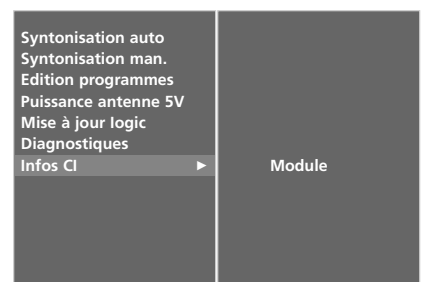 Syntonisation auto
Syntonisation man.
Edition programmes
Puissance antenne 5V
Mise à jour logic
Diagnostiques
Infos CI ► Module